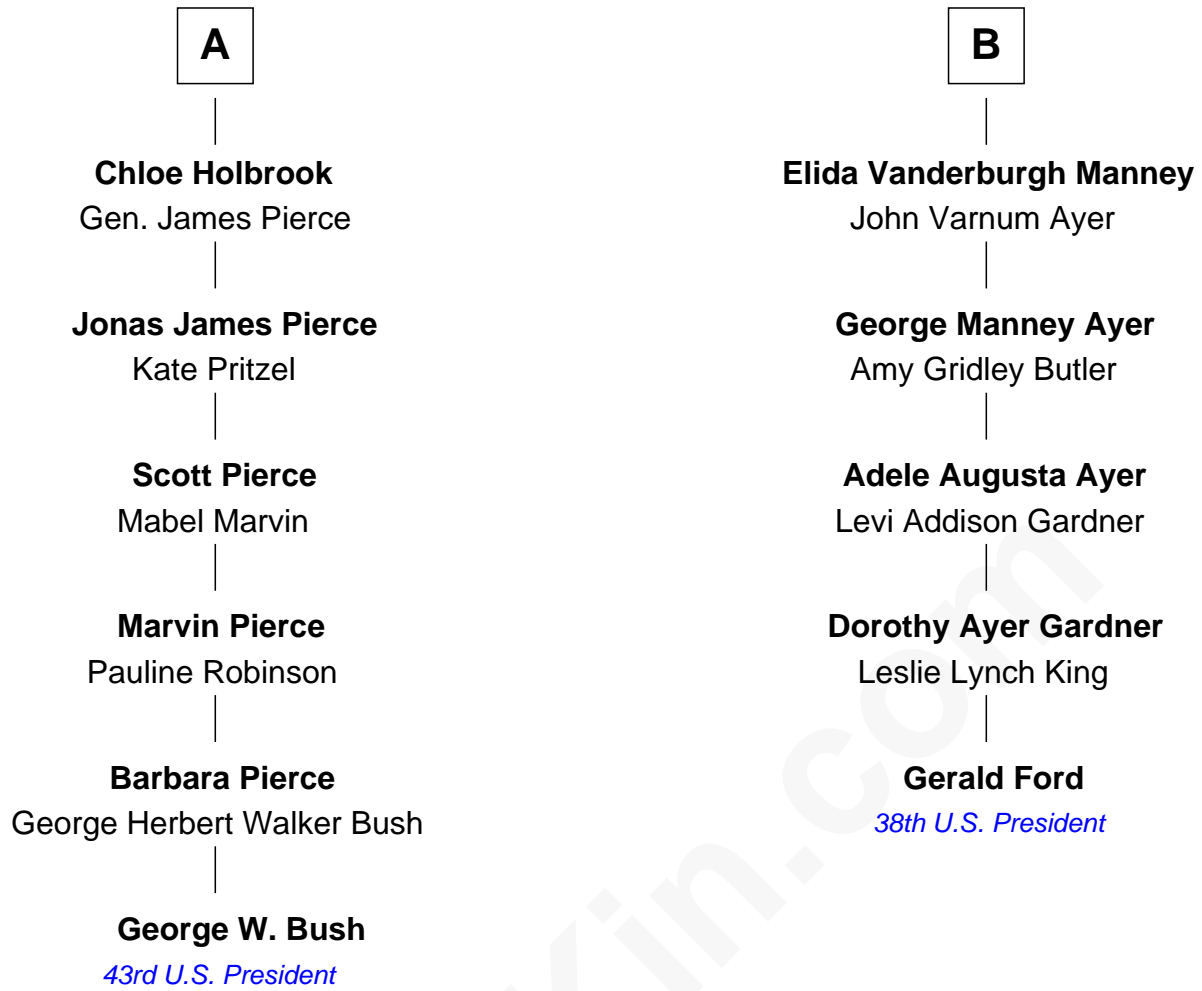 A
Chloe Holbrook
Gen. James Pierce
Jonas James Pierce
Kate Pritzel
Scott Pierce
Mabel Marvin
Marvin Pierce
Pauline Robinson
Barbara Pierce
George Herbert Walker Bush
George W. Bush
43rd U.S. President
B
Elida Vanderburgh Manney
John Varnum Ayer
George Manney Ayer
Amy Gridley Butler
Adele Augusta Ayer
Levi Addison Gardner
Dorothy Ayer Gardner
Leslie Lynch King
Gerald Ford
38th U.S. President
Kin.com